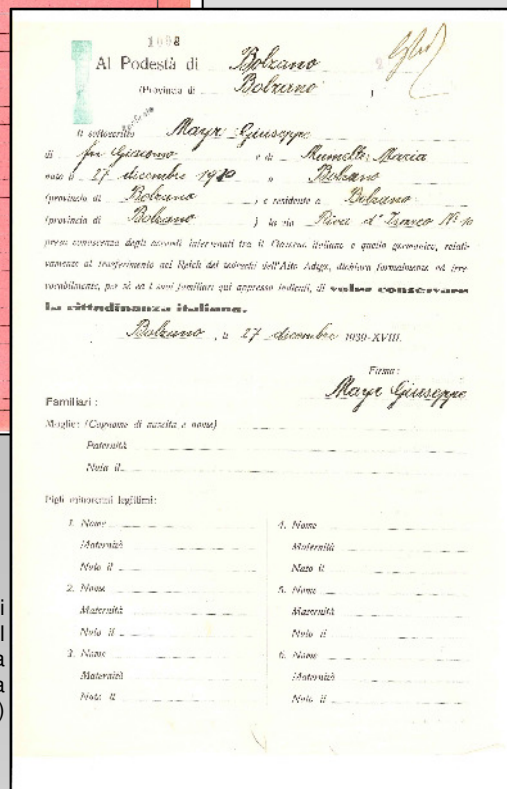 1098
Al Podestà di Bolzano
(Provincia di Bolzano )
Il sottoscritto Mayr Giuseppe
di fu Giacomo e di Maria
nato il 27 dicembre 1910 a Bolzano
(provincia di Bolzano ) e residente a Bolzano
(provincia di Bolzano ) in via Riva d'Isarco Nº 10
presa conoscenza degli accordi intervenuti tra il Governo italiano e quello germanico, relati-
vamente al trasferimento nel Reich dei tedeschi dell'Alto Adige, dichiara formalmente ed irre-
vocabilmente, per sè ed i suoi familiari qui appresso indicati, di voler conservare
la cittadinanza italiana.
Bolzano, a 27 dicembre 1939-XVIII.
Firma:
Mayr Giuseppe
Familiari:
Moglie: (Cognome di nascita e nome)
Paternità
Nata il
Figli minorenni legittimi:
1. Nome
Maternità
Nato il
2. Nome
Maternità
Nato il
3. Nome
Maternità
Nato il
4. Nome
Maternità
Nato il
5. Nome
Maternità
Nato il
6. Nome
Maternità
Nato il
i
l
a
a
)